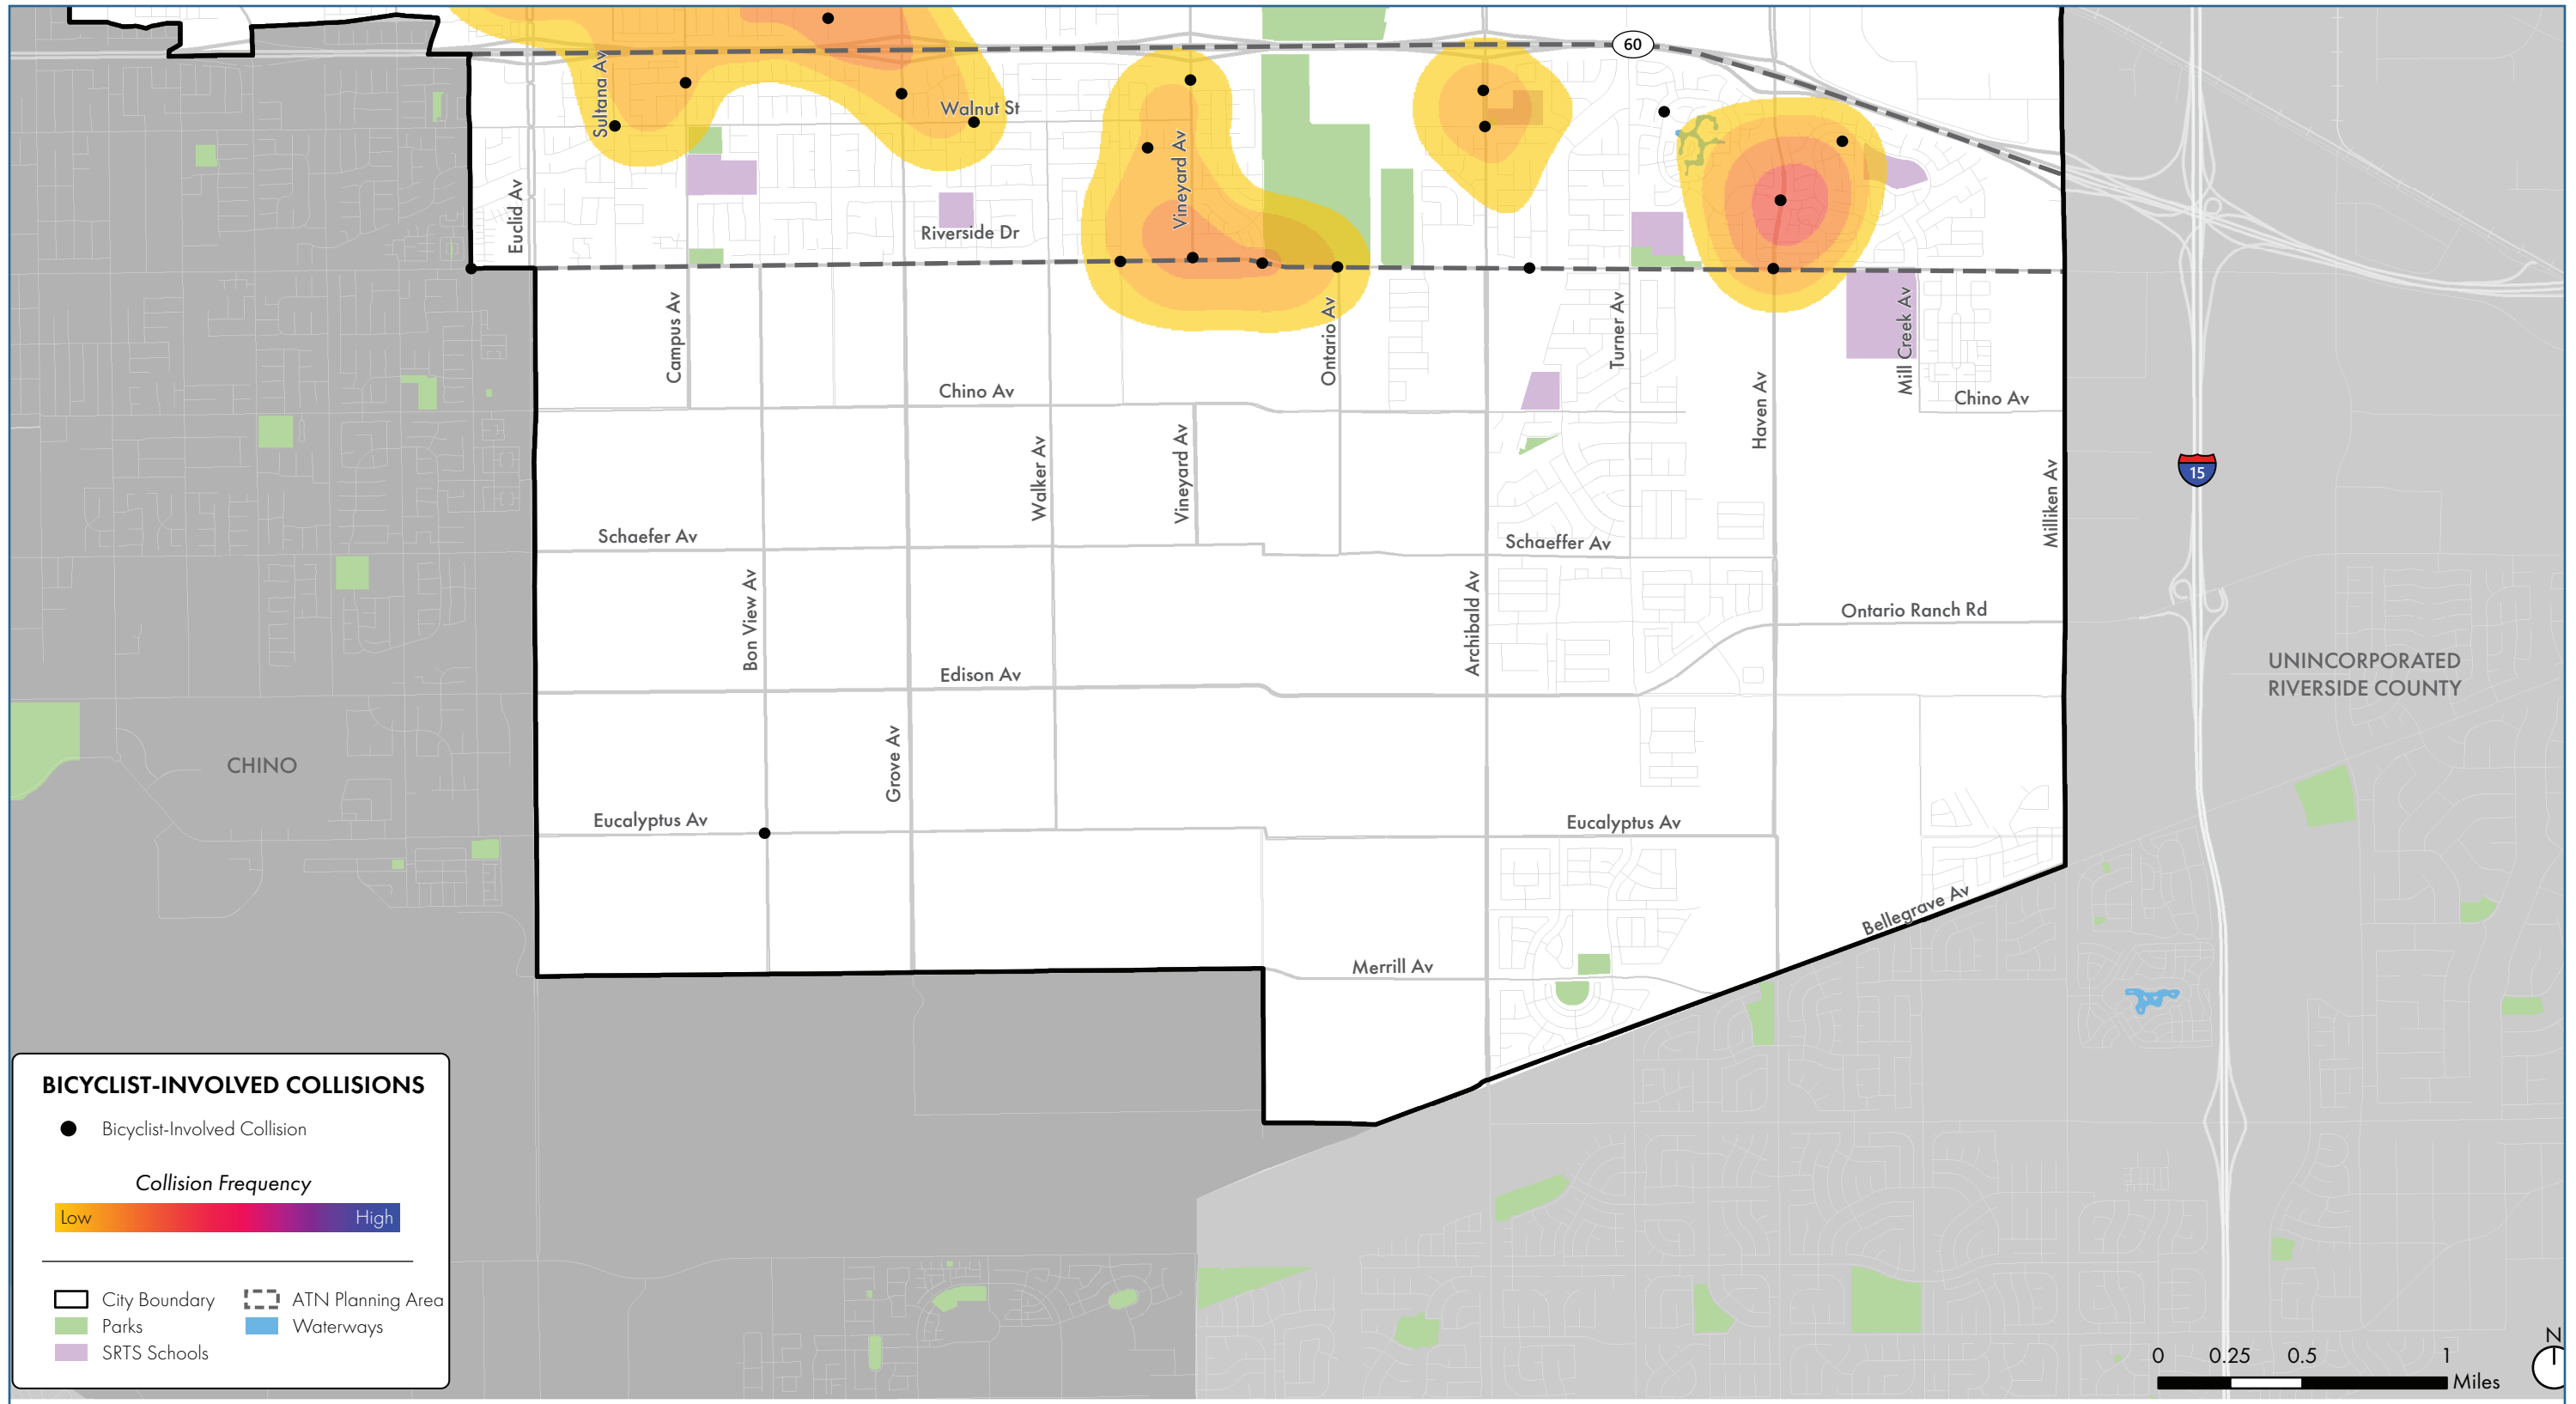 60
Sultana Av
Walnut St
Vineyard Av
Euclid Av
Riverside Dr
Campus Av
Ontario Av
Turner Av
Mill Creek Av
Chino Av
Chino Av
Haven Av
Walker Av
Vineyard Av
Milliken Av
15
Schaefer Av
Schaeffer Av
Bon View Av
Archibald Av
Ontario Ranch Rd
UNINCORPORATED
RIVERSIDE COUNTY
Edison Av
Grove Av
CHINO
Eucalyptus Av
Eucalyptus Av
Bellegrave Av
Merrill Av
BICYCLIST-INVOLVED COLLISIONS
Bicyclist-Involved Collision
Collision Frequency
Low High
City Boundary ATN Planning Area
Parks Waterways
SRTS Schools
N
0 0.25 0.5 1
Miles